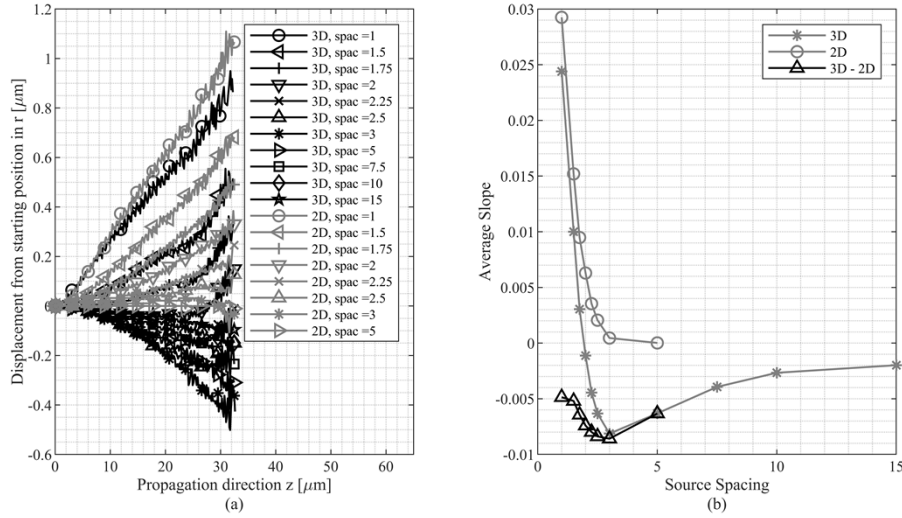 1.2
1
0.8
0.6
0.4
0.2
0
-0.2
-0.4
-0.6
0
10
20
30
40
50
60
Displacement from starting position in r [μm]
Propagation direction z [μm]
(a)
3D, spac =1
3D, spac =1.5
3D, spac =1.75
3D, spac =2
3D, spac =2.25
3D, spac =2.5
3D, spac =3
3D, spac =5
3D, spac =7.5
3D, spac =10
3D, spac =15
2D, spac =1
2D, spac =1.5
2D, spac =1.75
2D, spac =2
2D, spac =2.25
2D, spac =2.5
2D, spac =3
2D, spac =5
0.03
0.025
0.02
0.015
0.01
0.005
0
-0.005
-0.01
0
5
10
15
Average Slope
Source Spacing
(b)
3D
2D
3D - 2D